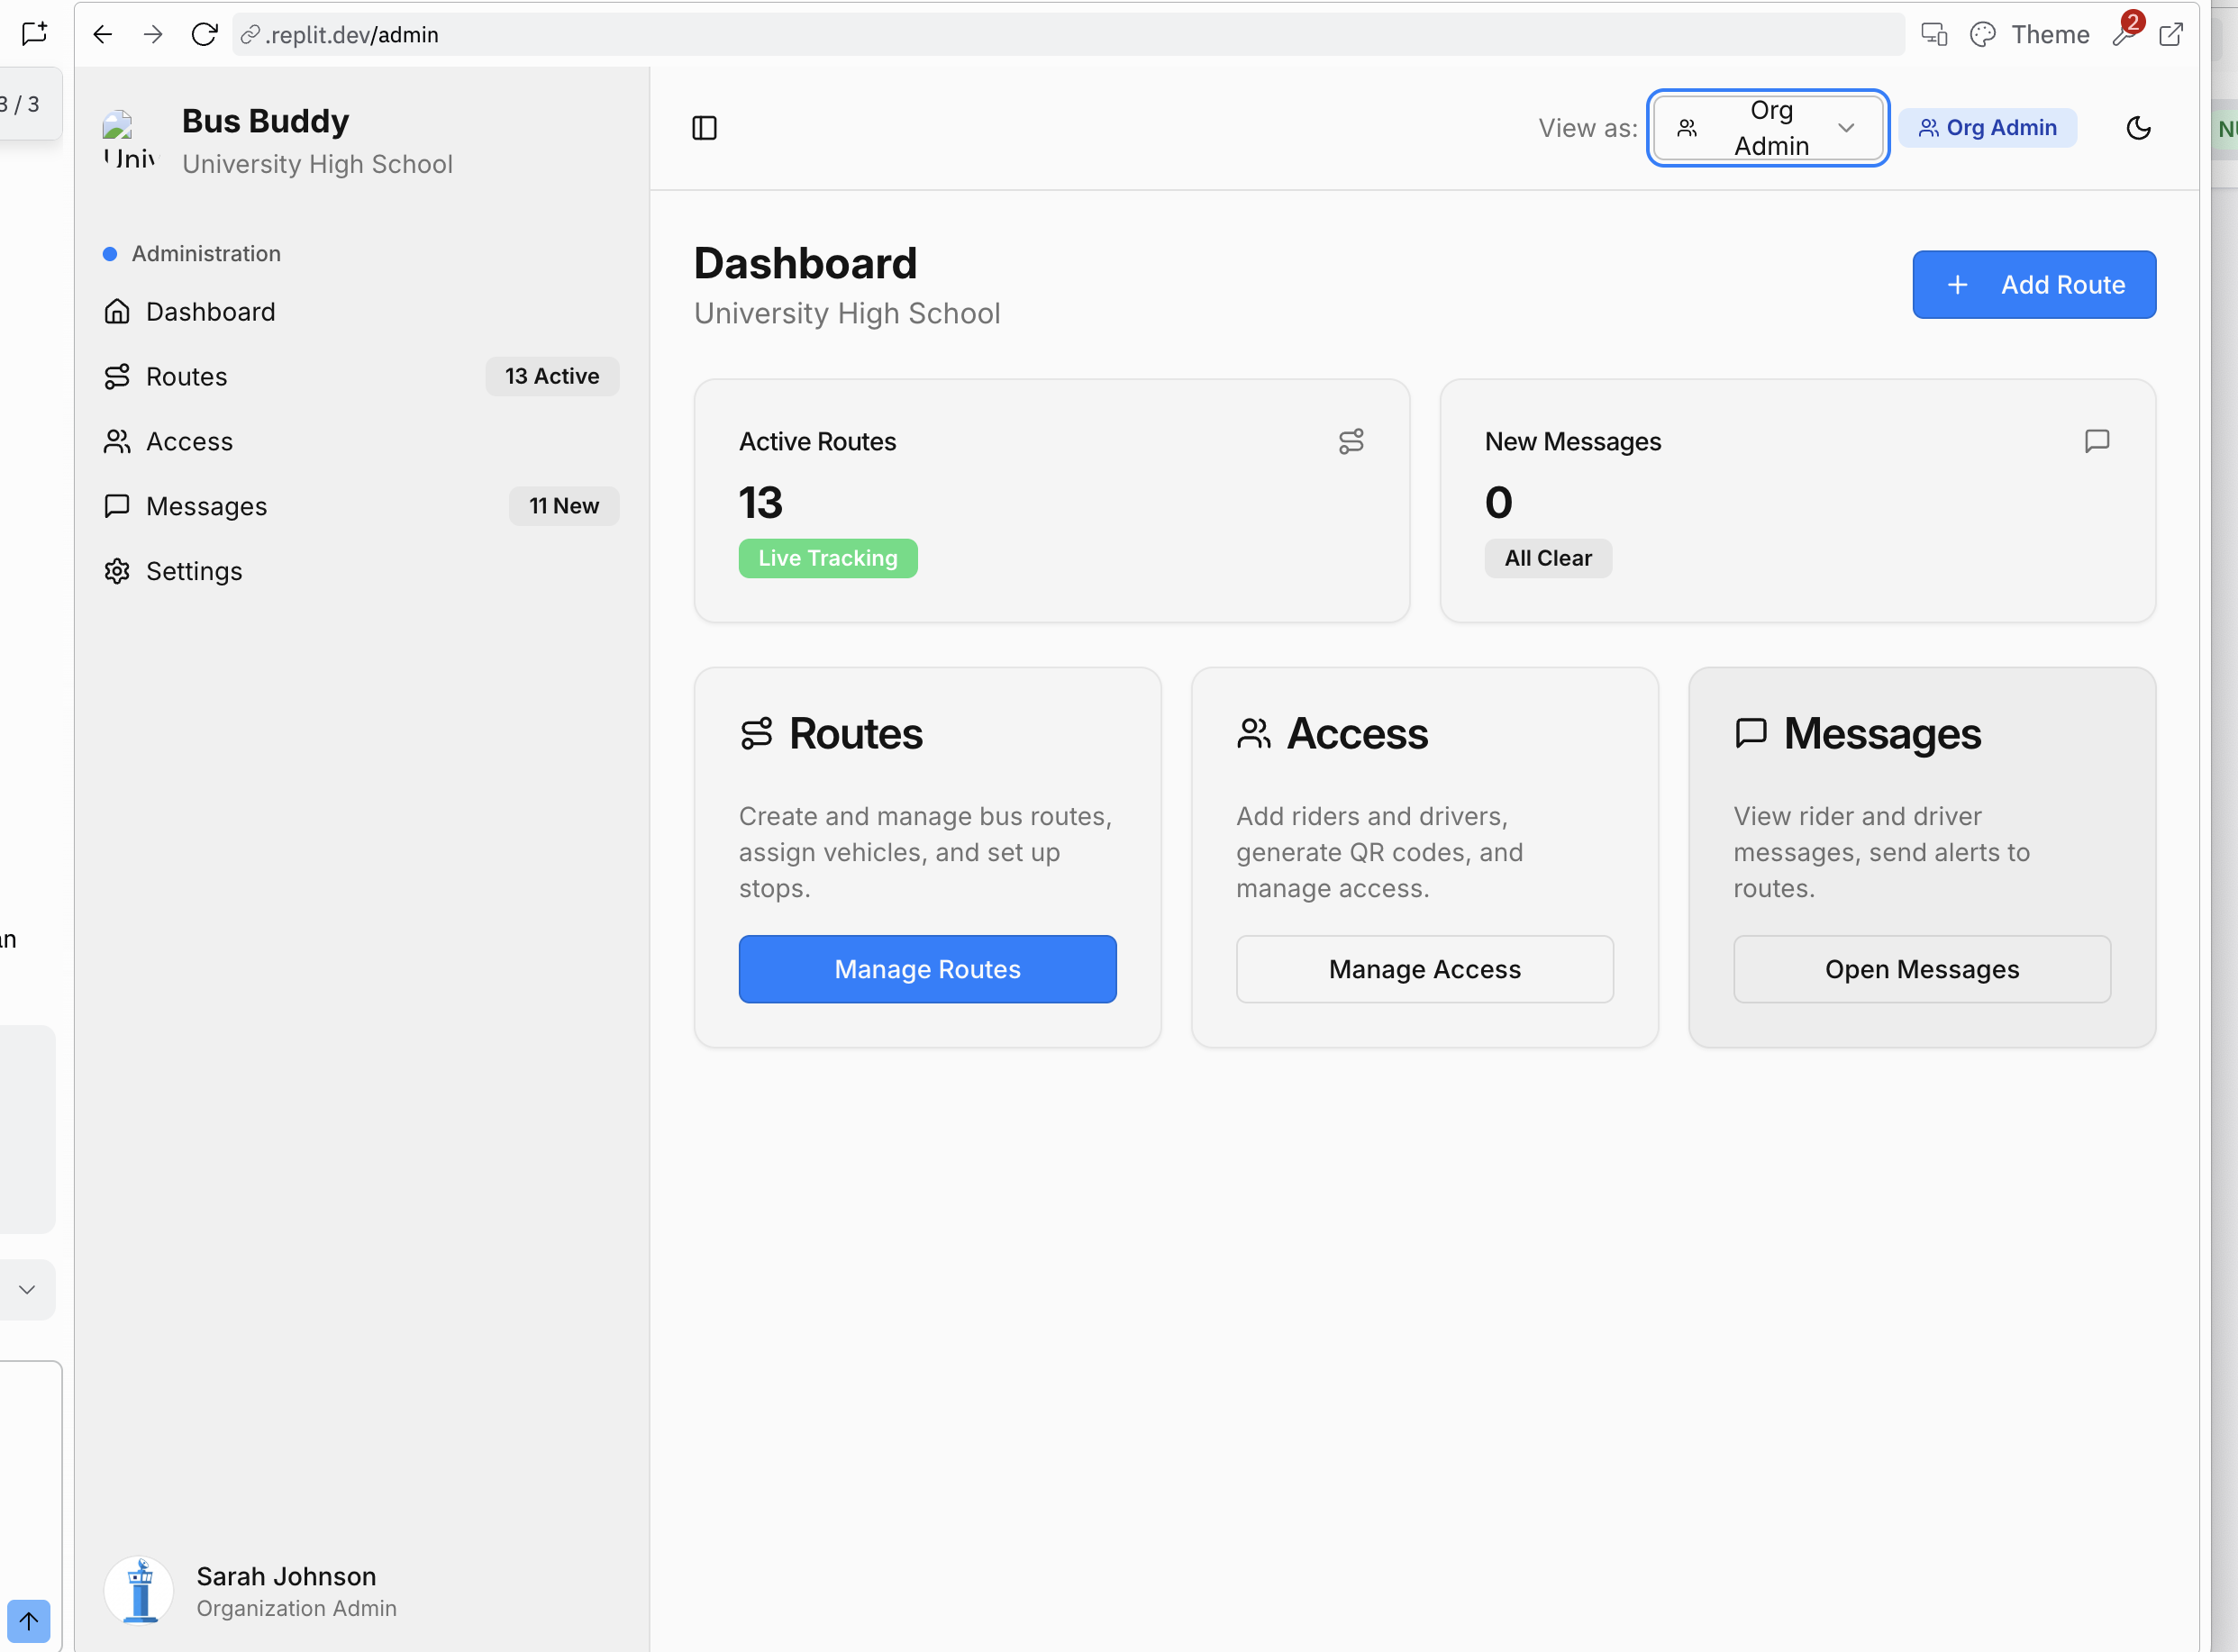 .replit.dev/admin
Theme
2
3 / 3
Bus Buddy
University High School
View as:
Org
Admin
Org Admin
Administration
Dashboard
Routes
13 Active
Access
Messages
11 New
Settings
Dashboard
University High School
Add Route
Active Routes
13
Live Tracking
New Messages
0
All Clear
Routes
Create and manage bus routes,
assign vehicles, and set up
stops.
Manage Routes
Access
Add riders and drivers,
generate QR codes, and
manage access.
Manage Access
Messages
View rider and driver
messages, send alerts to
routes.
Open Messages
Sarah Johnson
Organization Admin